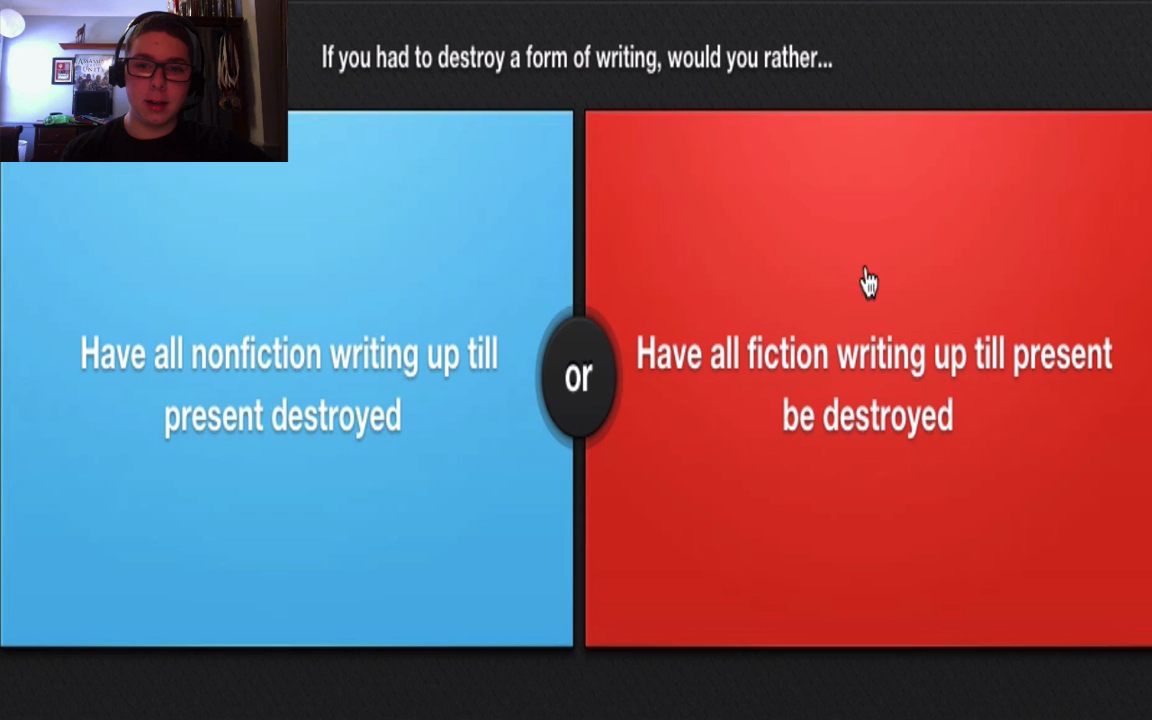 If you had to destroy a form of writing, would you rather...
Have all nonfiction writing up till
present destroyed
or
Have all fiction writing up till present
be destroyed